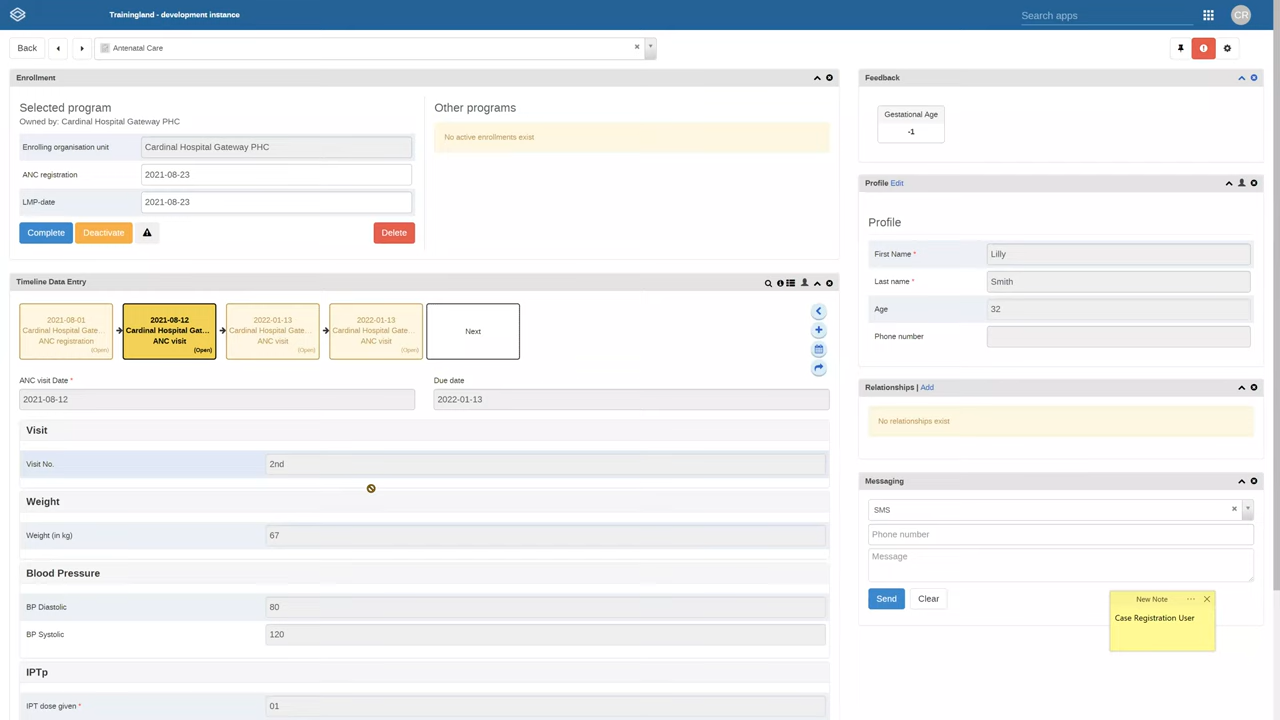 Trainingland - development instance
Search apps
CR
Back
Antenatal Care
Enrollment
Selected program
Owned by: Cardinal Hospital Gateway PHC
Enrolling organisation unit
Cardinal Hospital Gateway PHC
ANC registration
2021-08-23
LMP-date
2021-08-23
Complete
Deactivate
Delete
Other programs
No active enrollments exist
Timeline Data Entry
2021-08-01
Cardinal Hospital Gate...
ANC registration
(Open)
2021-08-12
Cardinal Hospital Gat...
ANC visit
(Open)
2022-01-13
Cardinal Hospital Gate...
ANC visit
(Open)
2022-01-13
Cardinal Hospital Gate...
ANC visit
(Open)
Next
ANC visit Date *
2021-08-12
Due date
2022-01-13
Visit
Visit No.
2nd
Weight
Weight (in kg)
67
Blood Pressure
BP Diastolic
80
BP Systolic
120
IPTp
IPT dose given *
01
Feedback
Gestational Age
-1
Profile Edit
Profile
First Name *
Lilly
Last name *
Smith
Age
32
Phone number
Relationships | Add
No relationships exist
Messaging
SMS
Phone number
Message
Send
Clear
New Note
Case Registration User